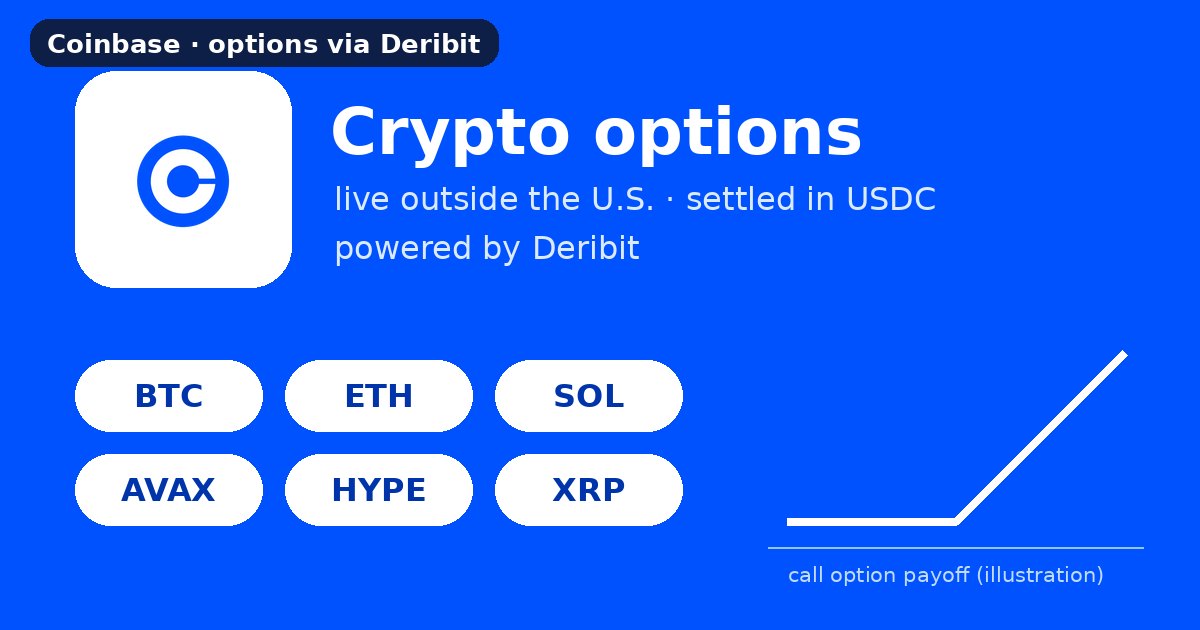 Coinbase · options via Deribit
Crypto options
live outside the U.S. · settled in USDC
powered by Deribit
BTC
ETH
SOL
AVAX
HYPE
XRP
call option payoff (illustration)